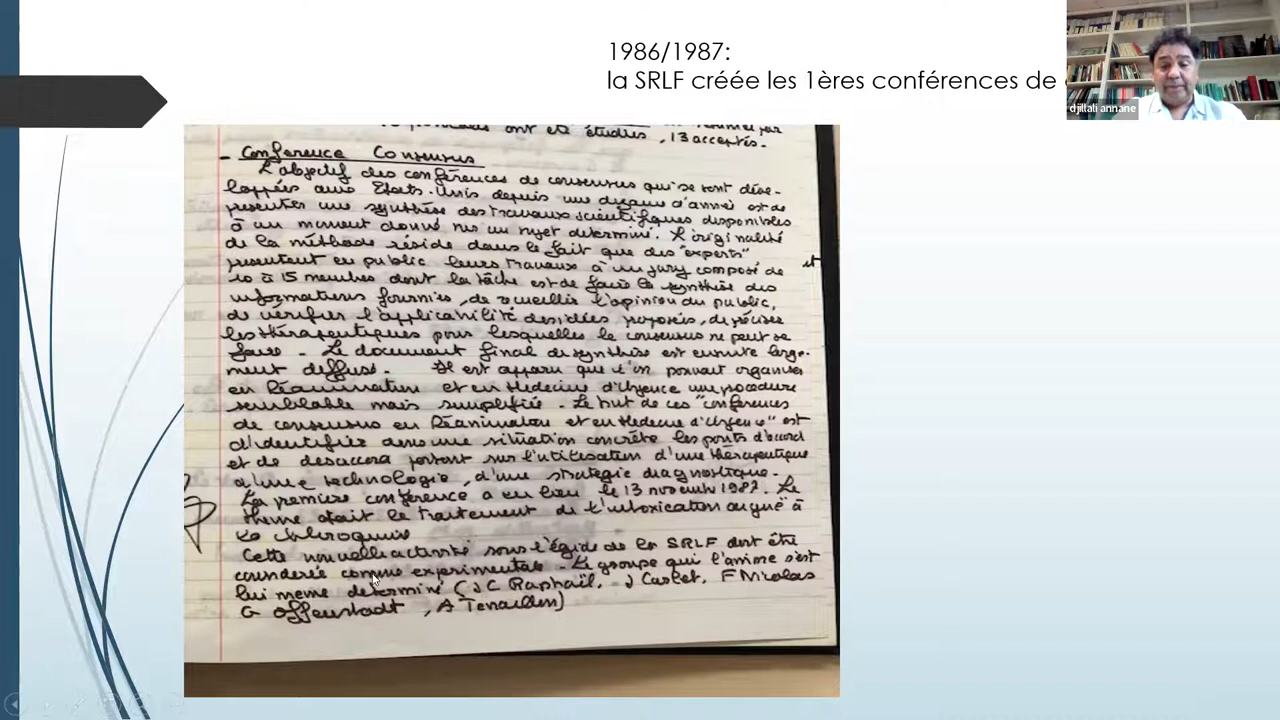 1986/1987:
la SRLF créée les 1ères conférences de
djillali annane
ont été étudiés, 13 acceptés.
- Conférence Consensus
L'objectif des conférences de consensus qui se sont déve-
loppées aux Etats-Unis depuis une dizaine d'année est de
présenter une synthèse des travaux scientifiques disponibles
à un moment donné sur un sujet déterminé. L'originalité
de la méthode réside dans le fait que des "experts"
présentent en public leurs travaux à un jury composé de
10 à 15 membres dont la tâche est de faire la synthèse des
et
informations fournies, de recueillir l'opinion du public,
de vérifier l'applicabilité des idées proposées, de préciser
les thérapeutiques pour lesquelles le consensus ne peut se
faire - Le document final de synthèse est ensuite large-
ment diffusé. Il est apparu que l'on pouvait organiser
en Réanimation et en Médecine d'Urgence une procédure
semblable mais simplifiée - Le but de ces "conférences
de consensus en Réanimation et en Médecine d'Urgence" est
d'identifier dans une situation concrète les points d'accord
et de désaccord portant sur l'utilisation d'une thérapeutique
d'une technologie, d'une stratégie diagnostique.
La première conférence a eu lieu le 13 novembre 1987. Le
thème était le traitement de l'intoxication aiguë à
la chloroquine
Cette nouvelle activité sous l'égide de la SRLF doit être
considérée comme expérimentale - Le groupe qui l'anime s'est
lui même déterminé (J C Raphaël, J Castet, F Nicolas
G Offenstadt, A Tenaillon)